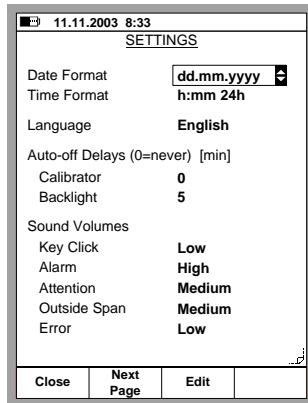 11.11.2003 8:33
SETTINGS
Date Format dd.mm.yyyy
Time Format h:mm 24h
Language English
Auto-off Delays (0=never) [min]
Calibrator 0
Backlight 5
Sound Volumes
Key Click Low
Alarm High
Attention Medium
Outside Span Medium
Error Low
Close Next Page Edit